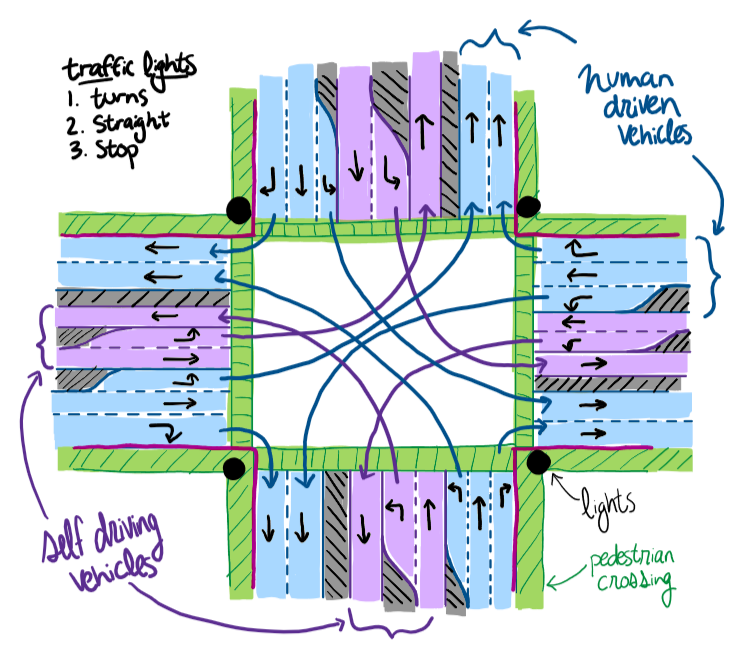 traffic lights
1. turns
2. Straight
3. Stop
human
driven
vehicles
self driving
vehicles
lights
pedestrian
crossing